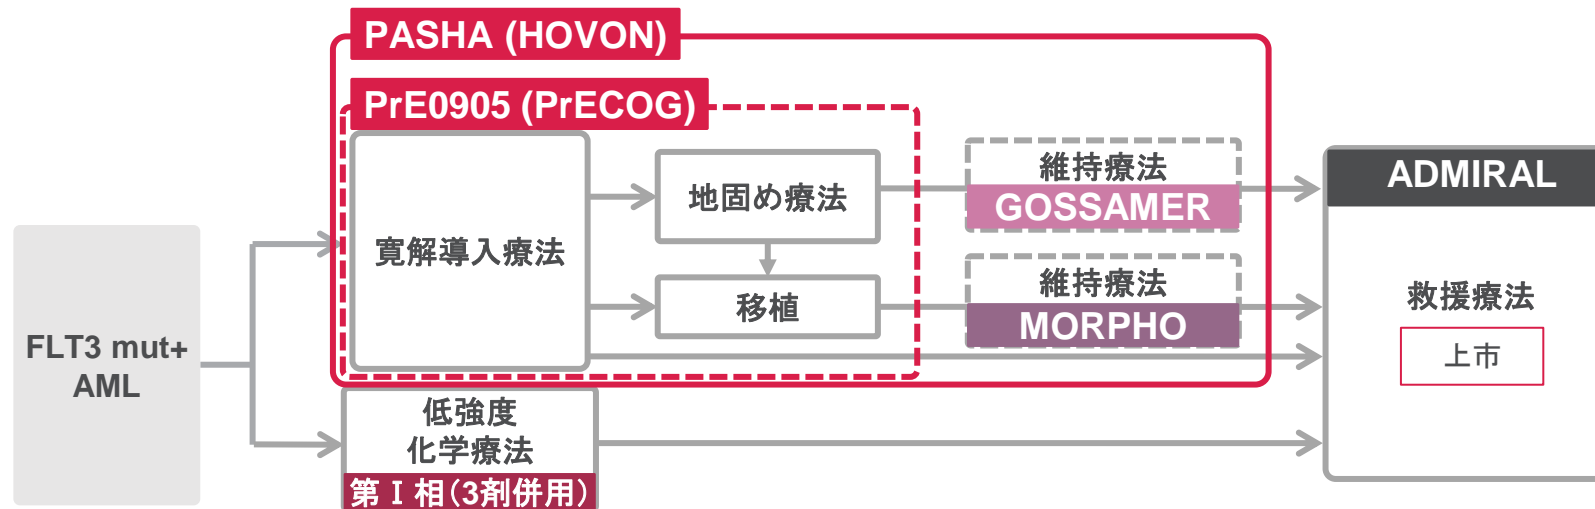 PASHA (HOVON)
PrE0905 (PrECOG)
寛解導入療法
地固め療法
移植
維持療法
GOSSAMER
維持療法
MORPHO
ADMIRAL
救援療法
上市
FLT3 mut+
AML
低強度
化学療法
第Ⅰ相(3剤併用)